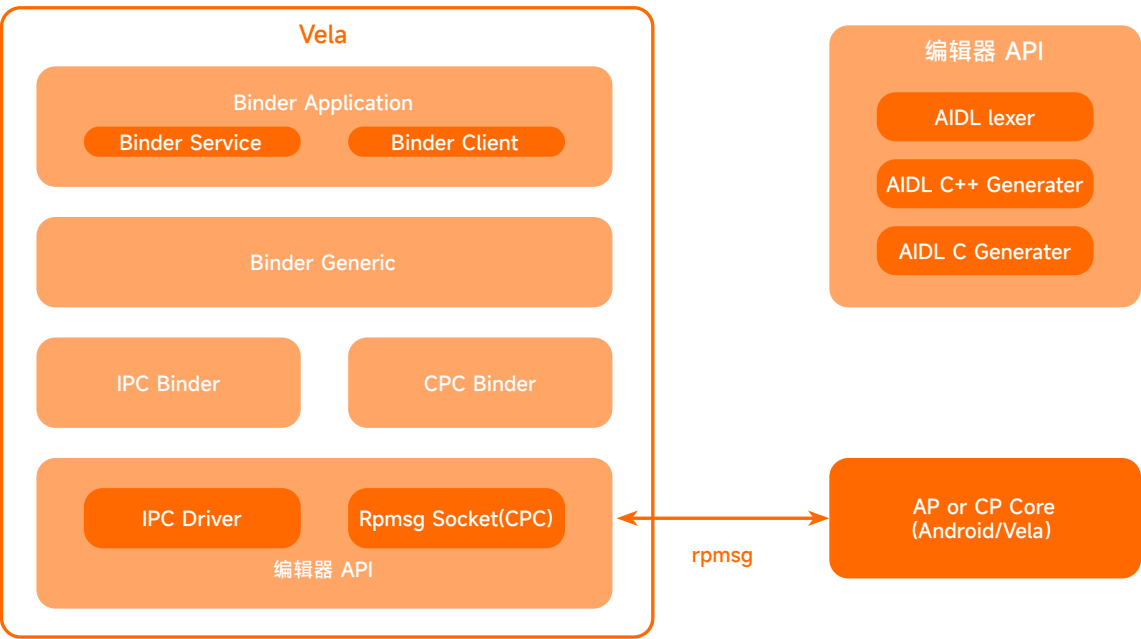 Vela
Binder Application
Binder Service
Binder Client
Binder Generic
IPC Binder
CPC Binder
IPC Driver
Rpmsg Socket(CPC)
编辑器 API
rpmsg
编辑器 API
AIDL lexer
AIDL C++ Generater
AIDL C Generater
AP or CP Core
(Android/Vela)